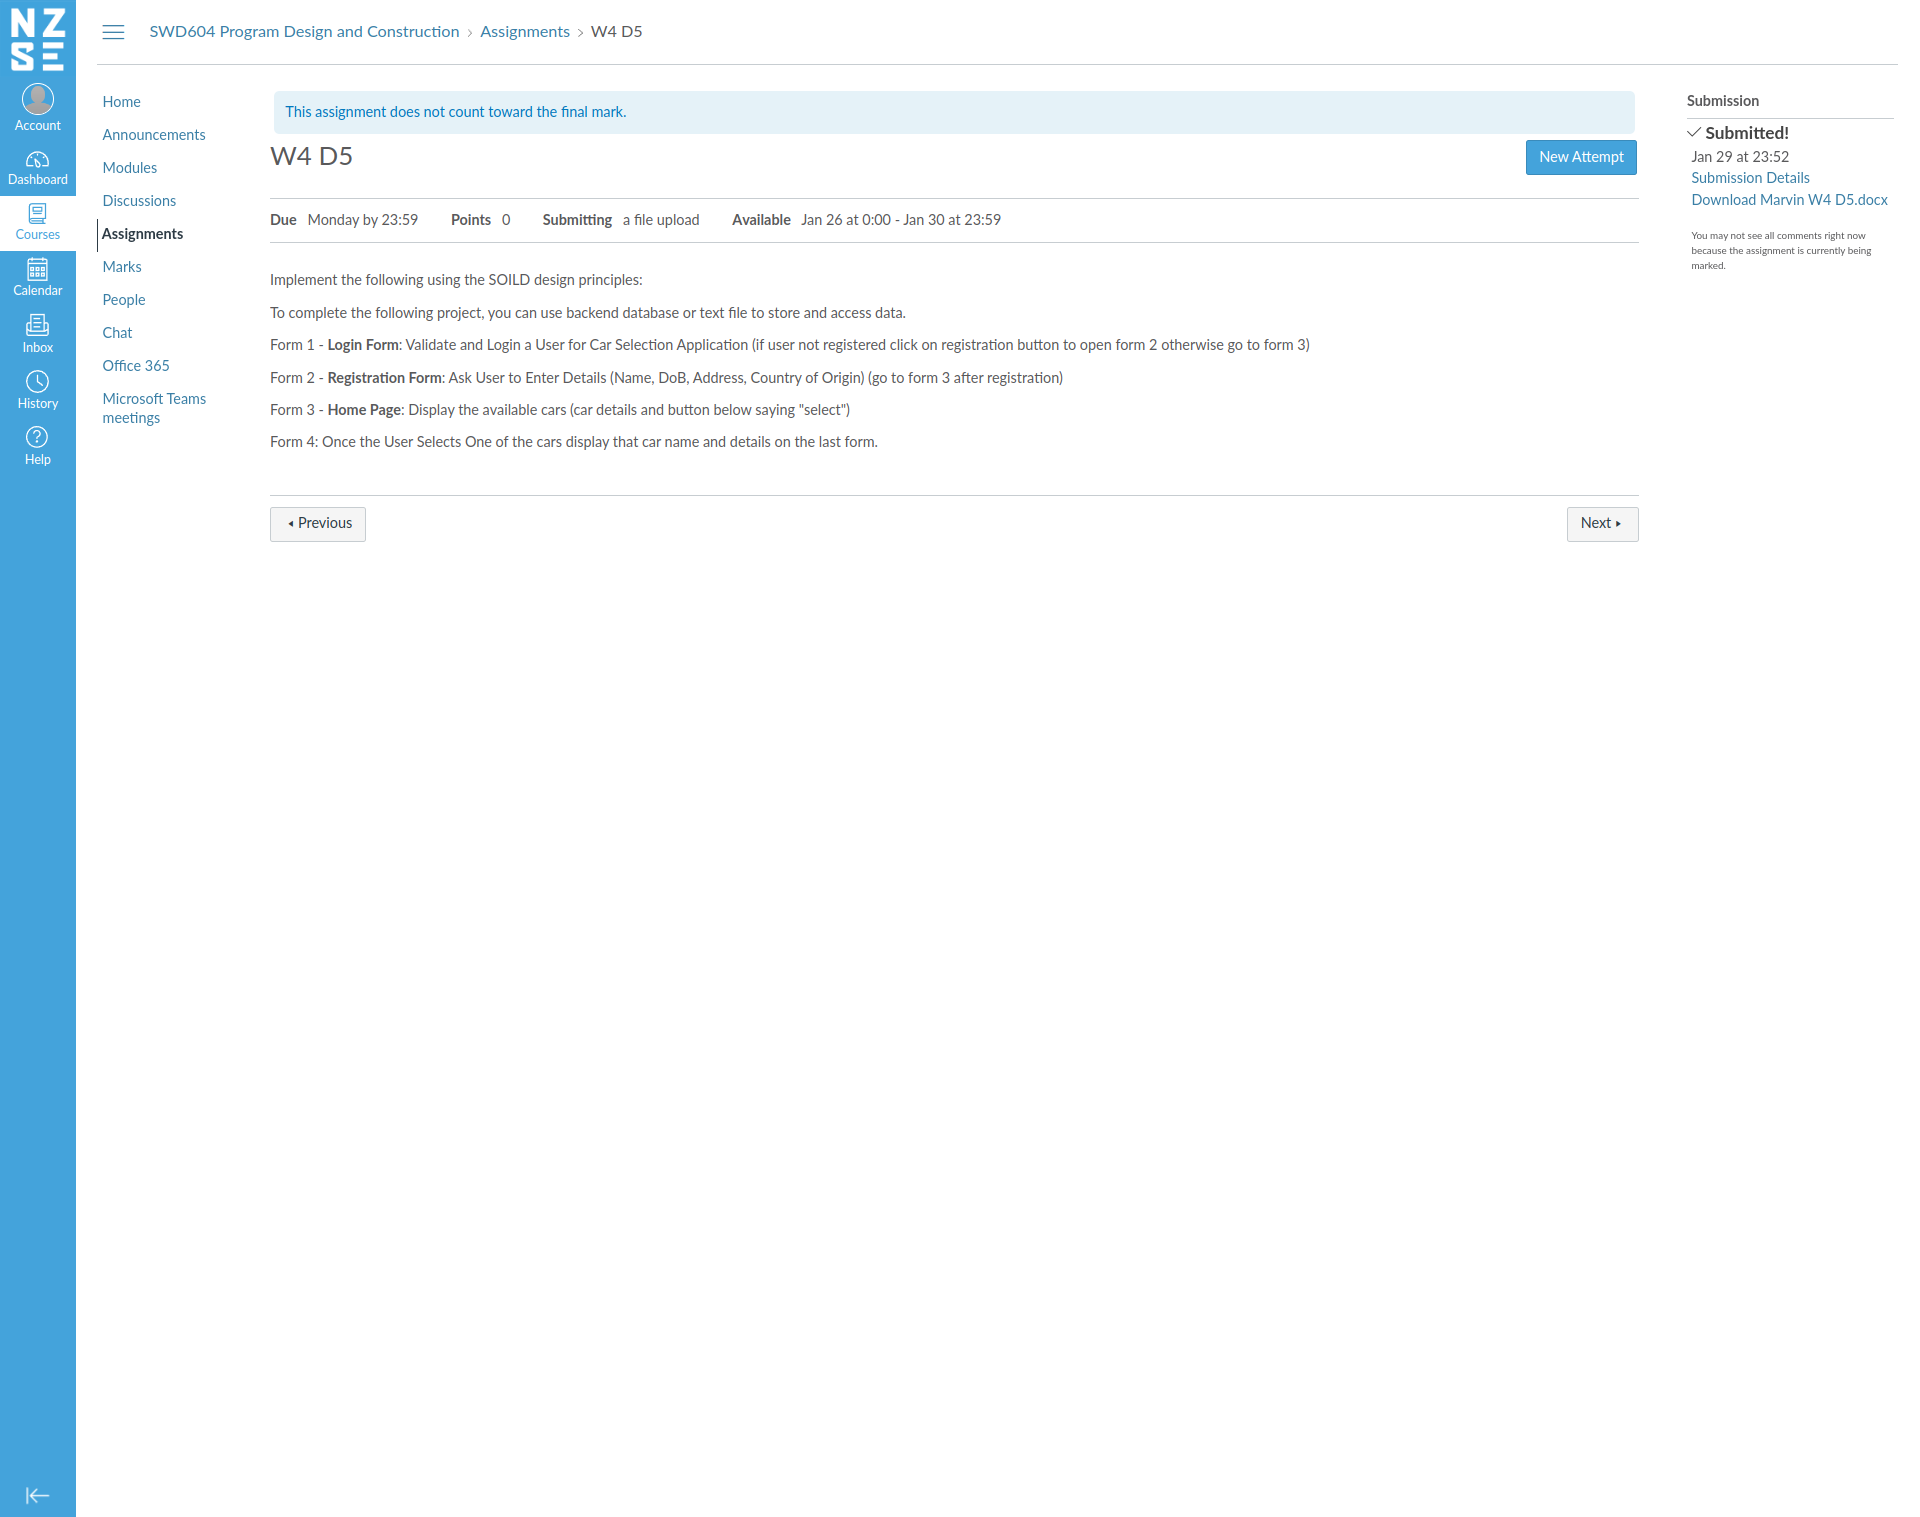 NZ
SE
Account
Dashboard
Courses
Calendar
Inbox
History
Help
SWD604 Program Design and Construction › Assignments › W4 D5
Home
Announcements
Modules
Discussions
Assignments
Marks
People
Chat
Office 365
Microsoft Teams
meetings
This assignment does not count toward the final mark.
W4 D5
New Attempt
Due Monday by 23:59 Points 0 Submitting a file upload Available Jan 26 at 0:00 - Jan 30 at 23:59
Implement the following using the SOILD design principles:
To complete the following project, you can use backend database or text file to store and access data.
Form 1 - Login Form: Validate and Login a User for Car Selection Application (if user not registered click on registration button to open form 2 otherwise go to form 3)
Form 2 - Registration Form: Ask User to Enter Details (Name, DoB, Address, Country of Origin) (go to form 3 after registration)
Form 3 - Home Page: Display the available cars (car details and button below saying "select")
Form 4: Once the User Selects One of the cars display that car name and details on the last form.
Previous
Next
Submission
Submitted!
Jan 29 at 23:52
Submission Details
Download Marvin W4 D5.docx
You may not see all comments right now
because the assignment is currently being
marked.